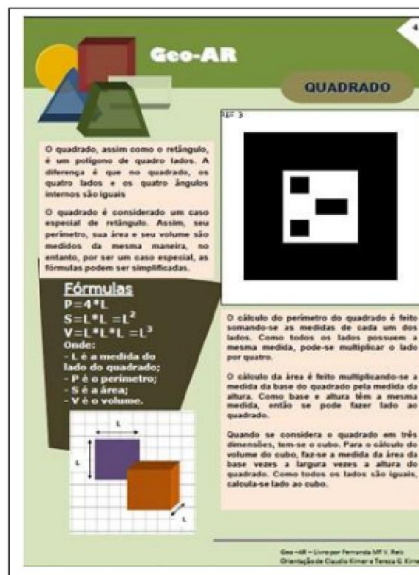 4
Geo-AR
QUADRADO
O quadrado, assim como o retângulo,
é um polígono de quadro lados. A
diferença é que no quadrado, os
quatro lados e os quatro ângulos
internos são iguais
O quadrado é considerado um caso
especial de retângulo. Assim, seu
perímetro, sua área e seu volume são
medidos da mesma maneira, no
entanto, por ser um caso especial, as
fórmulas podem ser simplificadas.
Fórmulas
P=4*L
S=L*L =L²
V=L*L*L =L³
Onde:
- L é a medida do
lado do quadrado;
- P é o perímetro;
- S é a área;
- V é o volume.
L
L
L
O cálculo do perímetro do quadrado é feito
somando-se as medidas de cada um dos
lados. Como todos os lados possuem a
mesma medida, pode-se multiplicar o lado
por quatro.
O cálculo da área é feito multiplicando-se a
medida da base do quadrado pela medida da
altura. Como base e altura têm a mesma
medida, então se pode fazer lado ao
quadrado.
Quando se considera o quadrado em três
dimensões, tem-se o cubo. Para o cálculo do
volume do cubo, faz-se a medida da área da
base vezes a largura vezes a altura do
quadrado. Como todos os lados são iguais,
calcula-se lado ao cubo.
Geo -AR - Livro por Fernanda Mª V. Reis
Orientação de Claudio Kirner e Tereza G.